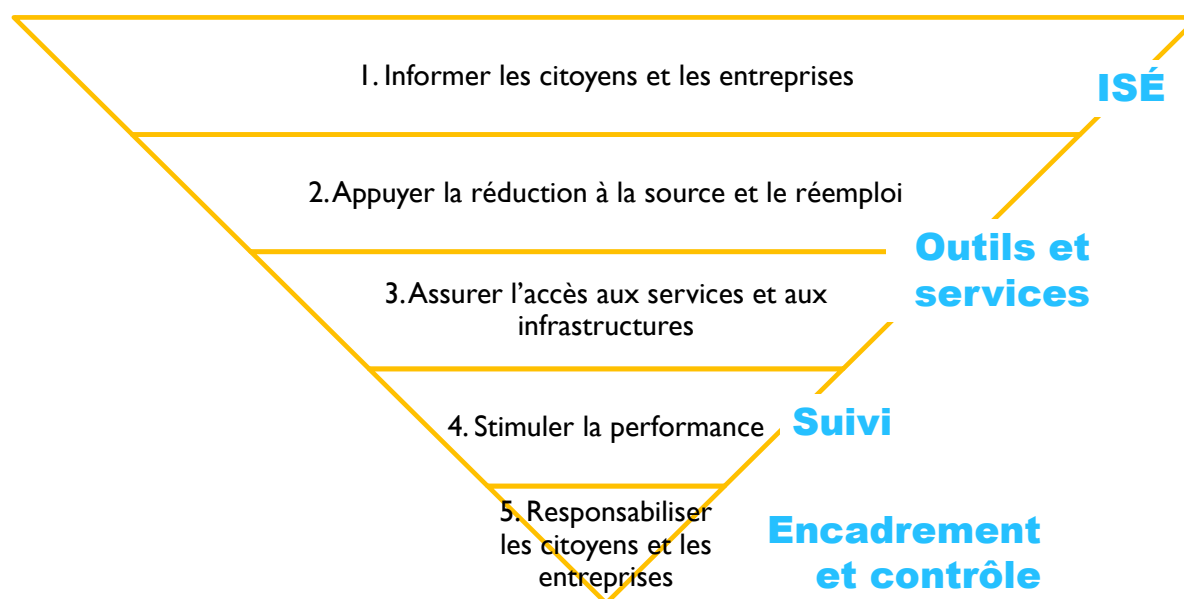 1. Informer les citoyens et les entreprises
ISÉ
2. Appuyer la réduction à la source et le réemploi
Outils et
services
3. Assurer l’accès aux services et aux
infrastructures
4. Stimuler la performance
Suivi
5. Responsabiliser
les citoyens et les
entreprises
Encadrement
et contrôle